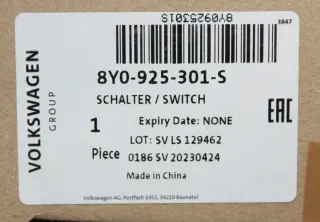 8Y0925301S
3847
VOLKSWAGEN
GROUP
8Y0-925-301-S
SCHALTER / SWITCH
1 Expiry Date: NONE
EAC
LOT: SV LS 129462
Piece 0186 SV 20230424
Made in China
Volkswagen AG, Postfach 1451, 34219 Baunatal